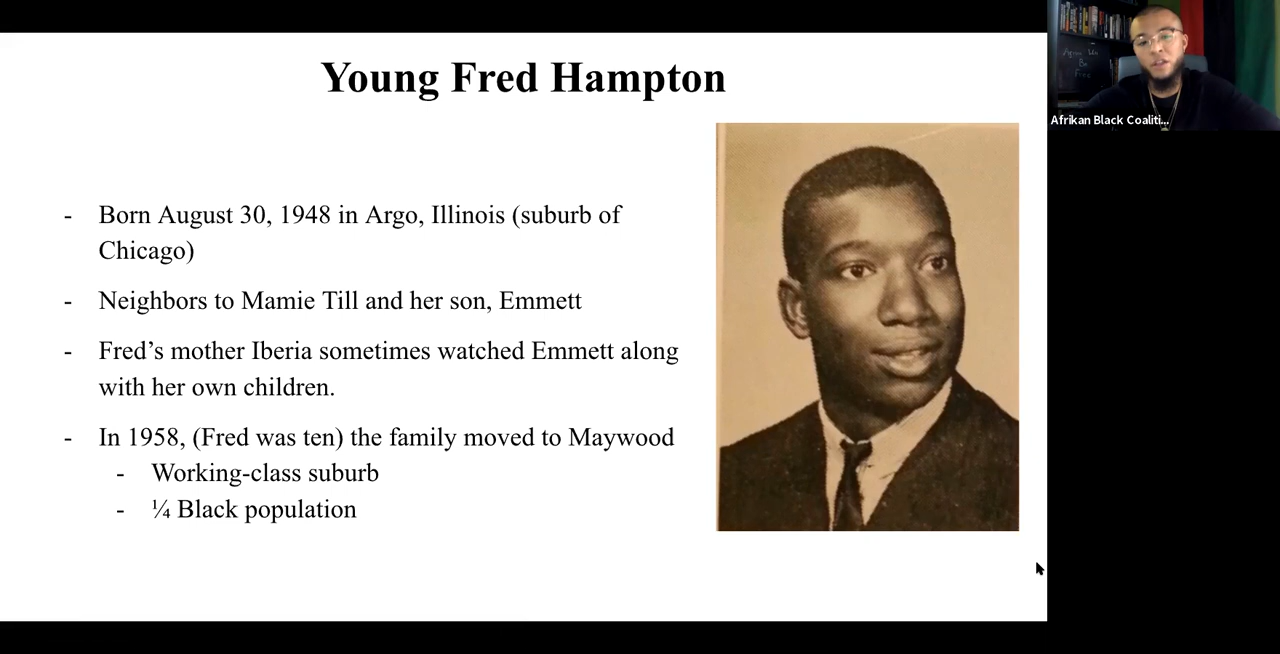 Young Fred Hampton
- Born August 30, 1948 in Argo, Illinois (suburb of
Chicago)
- Neighbors to Mamie Till and her son, Emmett
- Fred’s mother Iberia sometimes watched Emmett along
with her own children.
- In 1958, (Fred was ten) the family moved to Maywood
- Working-class suburb
- ¼ Black population
Afrikan Black Coaliti...